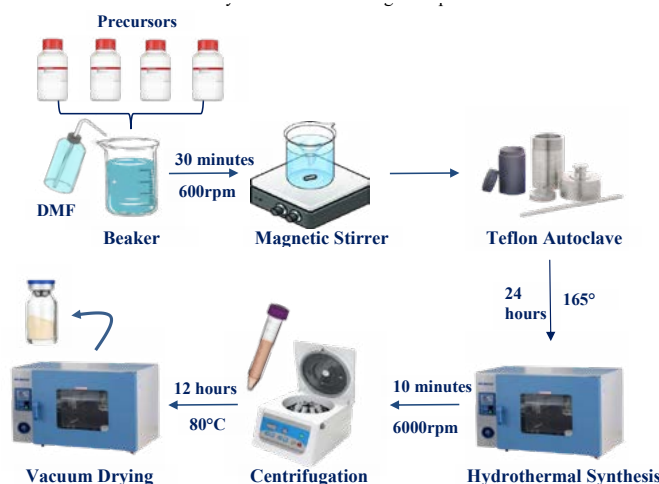 Precursors
30 minutes
600rpm
DMF
Beaker
Magnetic Stirrer
Teflon Autoclave
24
hours
165°
12 hours
80°C
10 minutes
6000rpm
Vacuum Drying
Centrifugation
Hydrothermal Synthesis